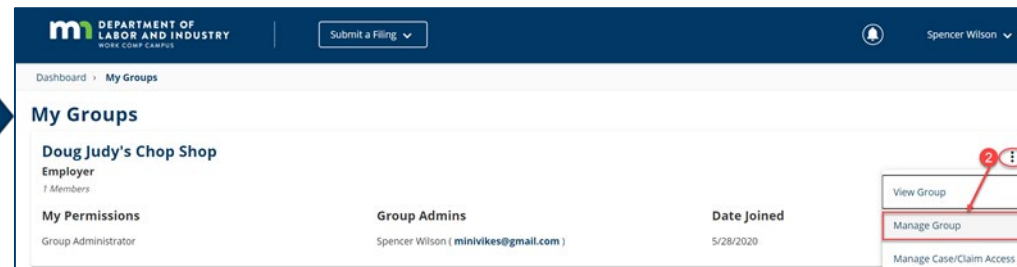 DEPARTMENT OF
LABOR AND INDUSTRY
WORK COMP CAMPUS
Submit a Filing
Spencer Wilson
Dashboard › My Groups
My Groups
Doug Judy's Chop Shop
Employer
1 Members
2
View Group
My Permissions Group Admins Date Joined
Manage Group
Group Administrator Spencer Wilson ( minivikes@gmail.com ) 5/28/2020
Manage Case/Claim Access